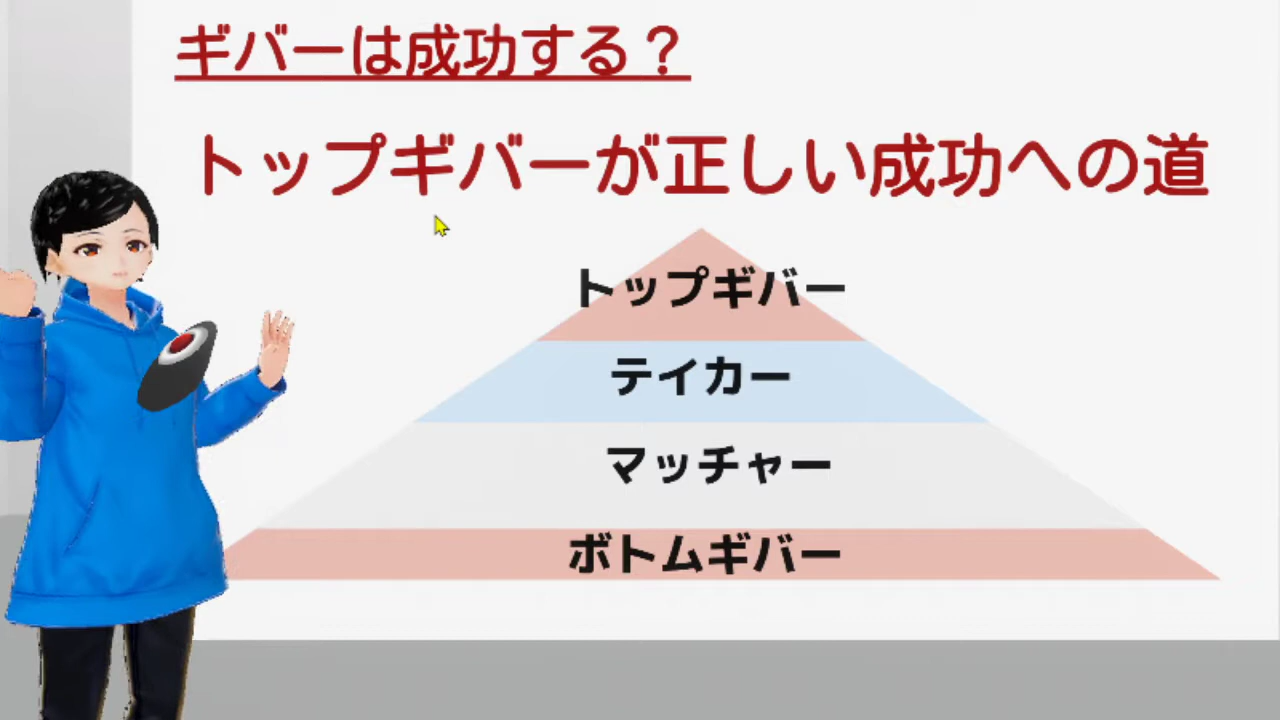 ギバーは成功する？
トップギバーが正しい成功への道
トップギバー
テイカー
マッチャー
ボトムギバー